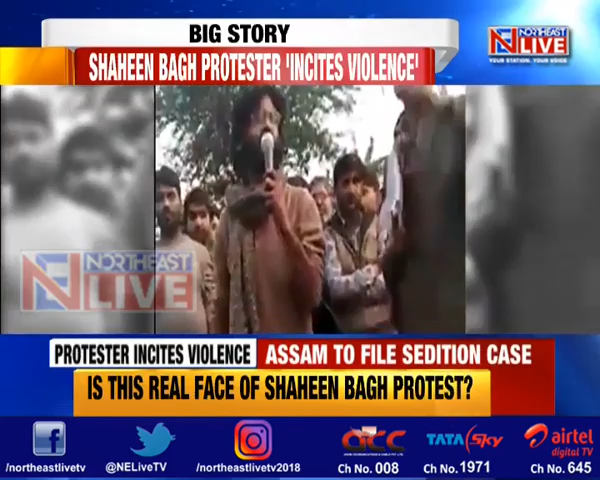 BIG STORY
SHAHEEN BAGH PROTESTER 'INCITES VIOLENCE'
NORTHEAST
LIVE
YOUR STATION. YOUR VOICE
NORTHEAST
LIVE
PROTESTER INCITES VIOLENCE ASSAM TO FILE SEDITION CASE
IS THIS REAL FACE OF SHAHEEN BAGH PROTEST?
/northeastlivetv @NELiveTV /northeastlivetv2018
TATA Sky airtel
digital TV
Ch No. 008 Ch No. 1971 Ch No. 645